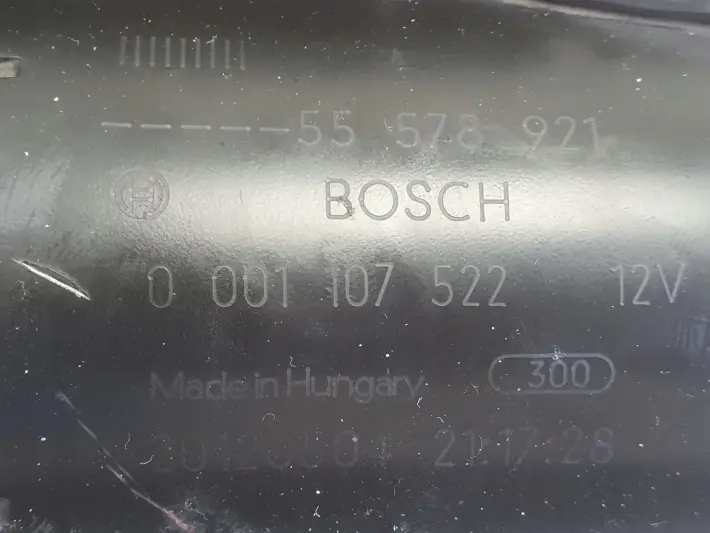 -----55 578 921
BOSCH
0 001 107 522 12V
Made in Hungary 300
21:17:28